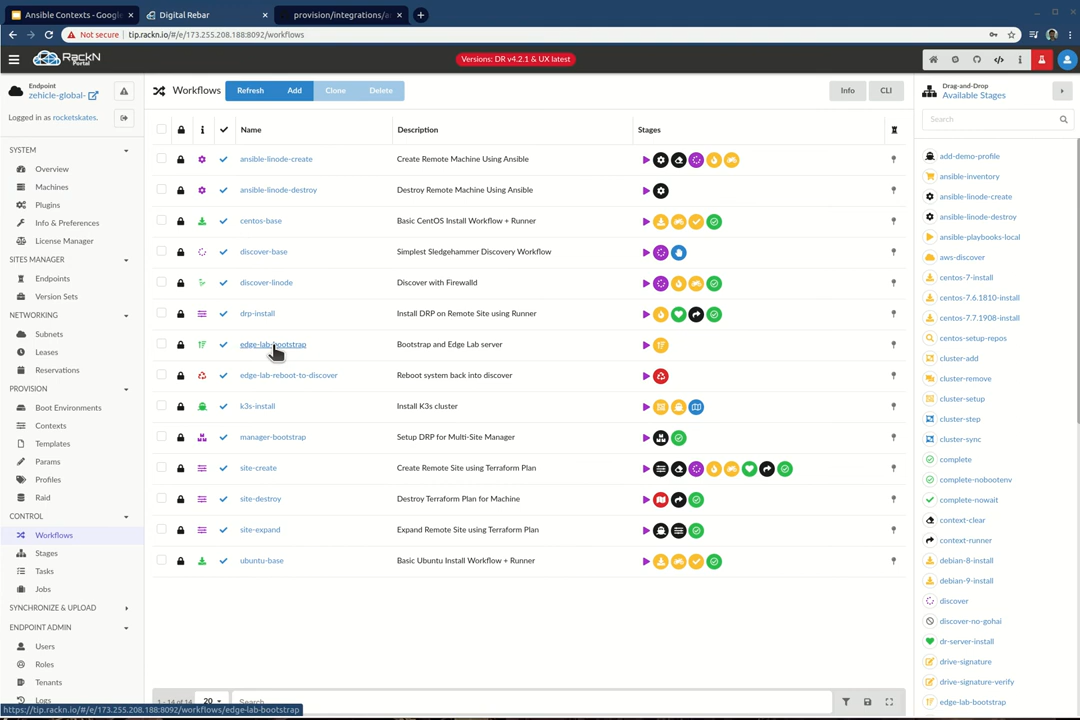 Ansible Contexts - Google
Digital Rebar
provision/integrations/a
Not secure
tip.rackn.io/#/e/173.255.208.188:8092/workflows
RackN
Portal
Versions: DR v4.2.1 & UX latest
Endpoint
zehicle-global-
Logged in as rocketskates.
SYSTEM
Overview
Machines
Plugins
Info & Preferences
License Manager
SITES MANAGER
Endpoints
Version Sets
NETWORKING
Subnets
Leases
Reservations
PROVISION
Boot Environments
Contexts
Templates
Params
Profiles
Raid
CONTROL
Workflows
Stages
Tasks
Jobs
SYNCHRONIZE & UPLOAD
ENDPOINT ADMIN
Users
Roles
Tenants
Logs
Workflows Refresh Add Clone Delete Info CLI
Name Description Stages
ansible-linode-create Create Remote Machine Using Ansible
ansible-linode-destroy Destroy Remote Machine Using Ansible
centos-base Basic CentOS Install Workflow + Runner
discover-base Simplest Sledgehammer Discovery Workflow
discover-linode Discover with Firewalld
drp-install Install DRP on Remote Site using Runner
edge-lab-bootstrap Bootstrap and Edge Lab server
edge-lab-reboot-to-discover Reboot system back into discover
k3s-install Install K3s cluster
manager-bootstrap Setup DRP for Multi-Site Manager
site-create Create Remote Site using Terraform Plan
site-destroy Destroy Terraform Plan for Machine
site-expand Expand Remote Site using Terraform Plan
ubuntu-base Basic Ubuntu Install Workflow + Runner
1 - 14 of 14 20 Search
Drag-and-Drop
Available Stages
Search
add-demo-profile
ansible-inventory
ansible-linode-create
ansible-linode-destroy
ansible-playbooks-local
aws-discover
centos-7-install
centos-7.6.1810-install
centos-7.7.1908-install
centos-setup-repos
cluster-add
cluster-remove
cluster-setup
cluster-step
cluster-sync
complete
complete-nobootenv
complete-nowait
context-clear
context-runner
debian-8-install
debian-9-install
discover
discover-no-gohai
dr-server-install
drive-signature
drive-signature-verify
edge-lab-bootstrap
https://tip.rackn.io/#/e/173.255.208.188:8092/workflows/edge-lab-bootstrap